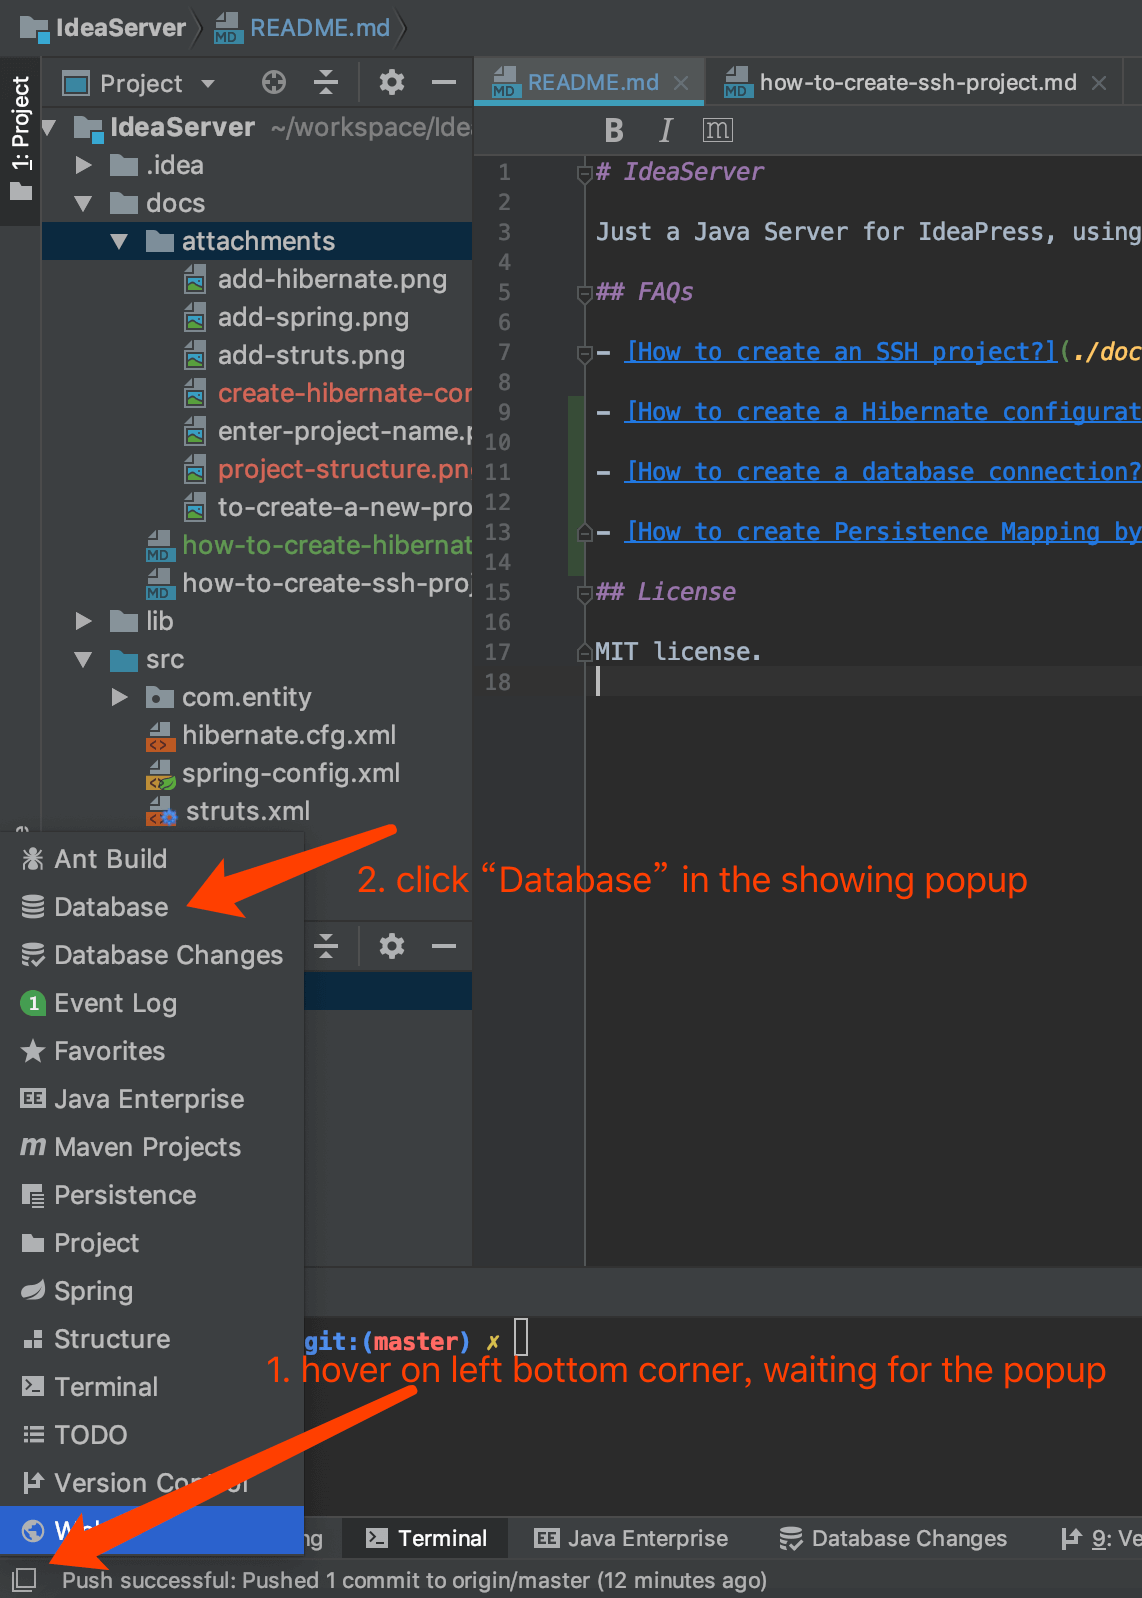 IdeaServer README.md
1: Project
Project
README.md
how-to-create-ssh-project.md
B I m
IdeaServer ~/workspace/Idea
.idea
docs
attachments
add-hibernate.png
add-spring.png
add-struts.png
create-hibernate-con
enter-project-name.p
project-structure.png
to-create-a-new-pro
MD how-to-create-hibernat
MD how-to-create-ssh-proj
lib
src
com.entity
hibernate.cfg.xml
spring-config.xml
struts.xml
1 # IdeaServer
2
3 Just a Java Server for IdeaPress, using
4
5 ## FAQs
6
7 - [How to create an SSH project?](./doc
8
9 - [How to create a Hibernate configurat
10
11 - [How to create a database connection?
12
13 - [How to create Persistence Mapping by
14
15 ## License
16
17 MIT license.
18
2. click “Database” in the showing popup
Ant Build
Database
Database Changes
1 Event Log
Favorites
EE Java Enterprise
m Maven Projects
Persistence
Project
Spring
Structure
Terminal
TODO
Version Control
git:(master) ✗
1. hover on left bottom corner, waiting for the popup
ng
Terminal
EE Java Enterprise
Database Changes
9: Ve
Push successful: Pushed 1 commit to origin/master (12 minutes ago)